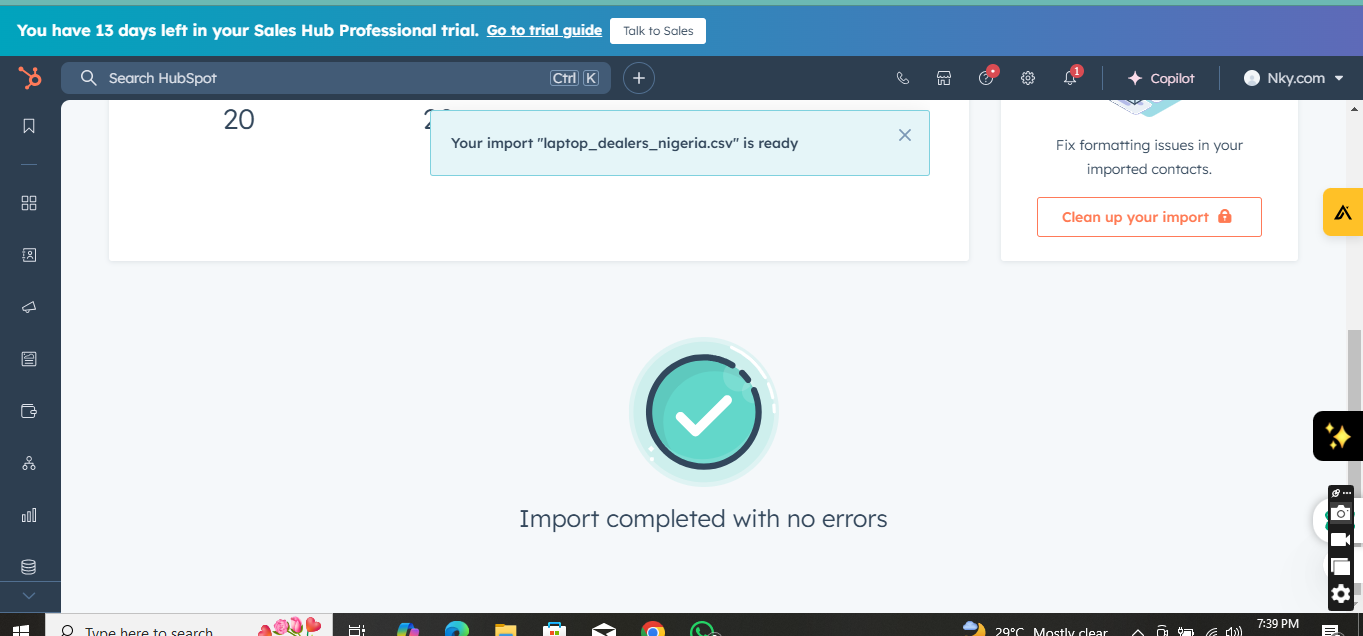 You have 13 days left in your Sales Hub Professional trial. Go to trial guide Talk to Sales
Search HubSpot Ctrl K
1
Copilot Nky.com
20
Your import "laptop_dealers_nigeria.csv" is ready
Fix formatting issues in your
imported contacts.
Clean up your import
Import completed with no errors
Type here to search
29°C Mostly clear
7:39 PM